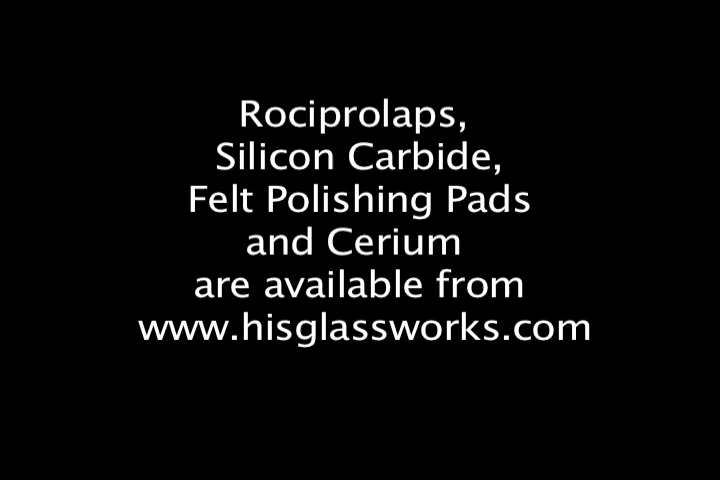 Rociprolaps,
Silicon Carbide,
Felt Polishing Pads
and Cerium
are available from
www.hisglassworks.com